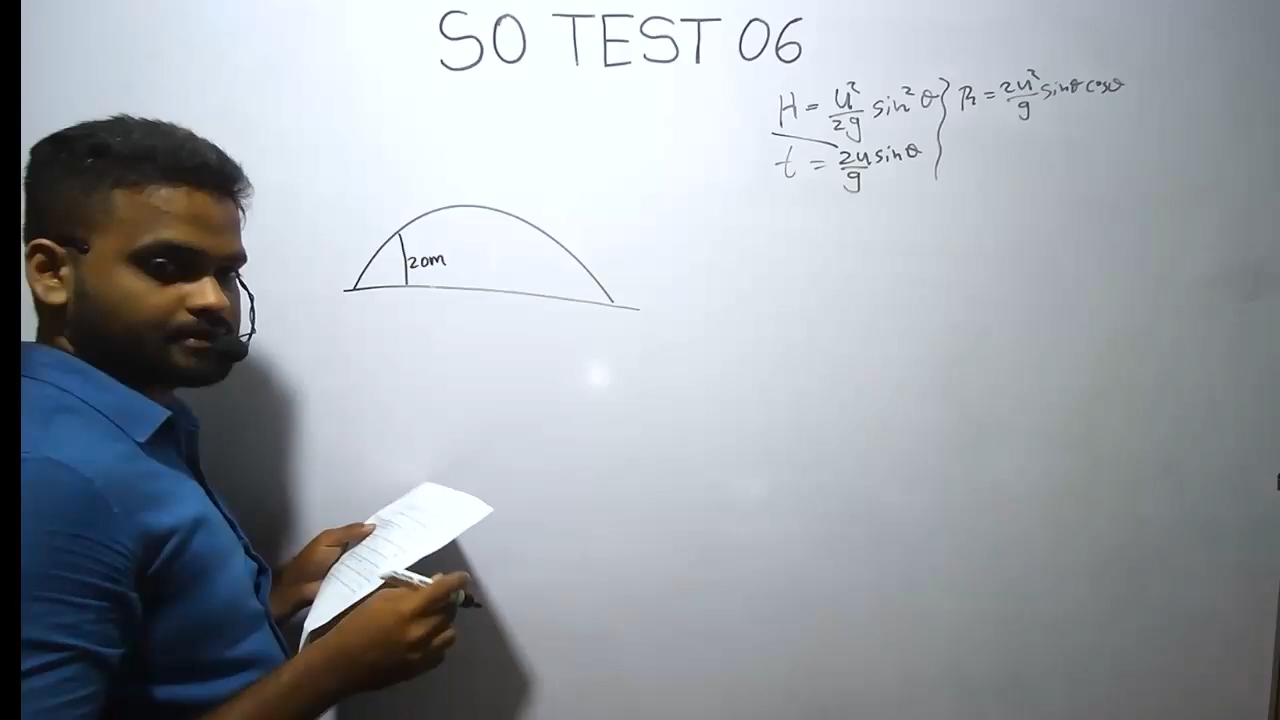 SO TEST 06
H = u²/2g sin²θ } R = 2u²/g sinθ cosθ
t = 2u sinθ/g
20m